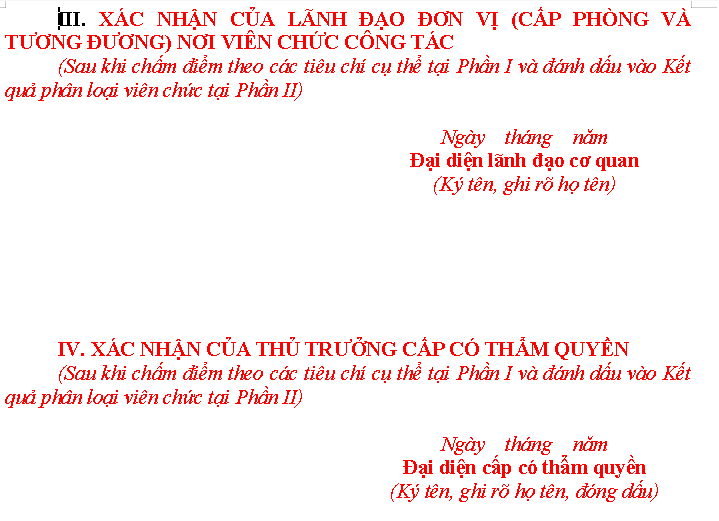 III. XÁC NHẬN CỦA LÃNH ĐẠO ĐƠN VỊ (CẤP PHÒNG VÀ
TƯƠNG ĐƯƠNG) NƠI VIÊN CHỨC CÔNG TÁC
(Sau khi chấm điểm theo các tiêu chí cụ thể tại Phần I và đánh dấu vào Kết
quả phân loại viên chức tại Phần II)
Ngày tháng năm
Đại diện lãnh đạo cơ quan
(Ký tên, ghi rõ họ tên)
IV. XÁC NHẬN CỦA THỦ TRƯỞNG CẤP CÓ THẨM QUYỀN
(Sau khi chấm điểm theo các tiêu chí cụ thể tại Phần I và đánh dấu vào Kết
quả phân loại viên chức tại Phần II)
Ngày tháng năm
Đại diện cấp có thẩm quyền
(Ký tên, ghi rõ họ tên, đóng dấu)